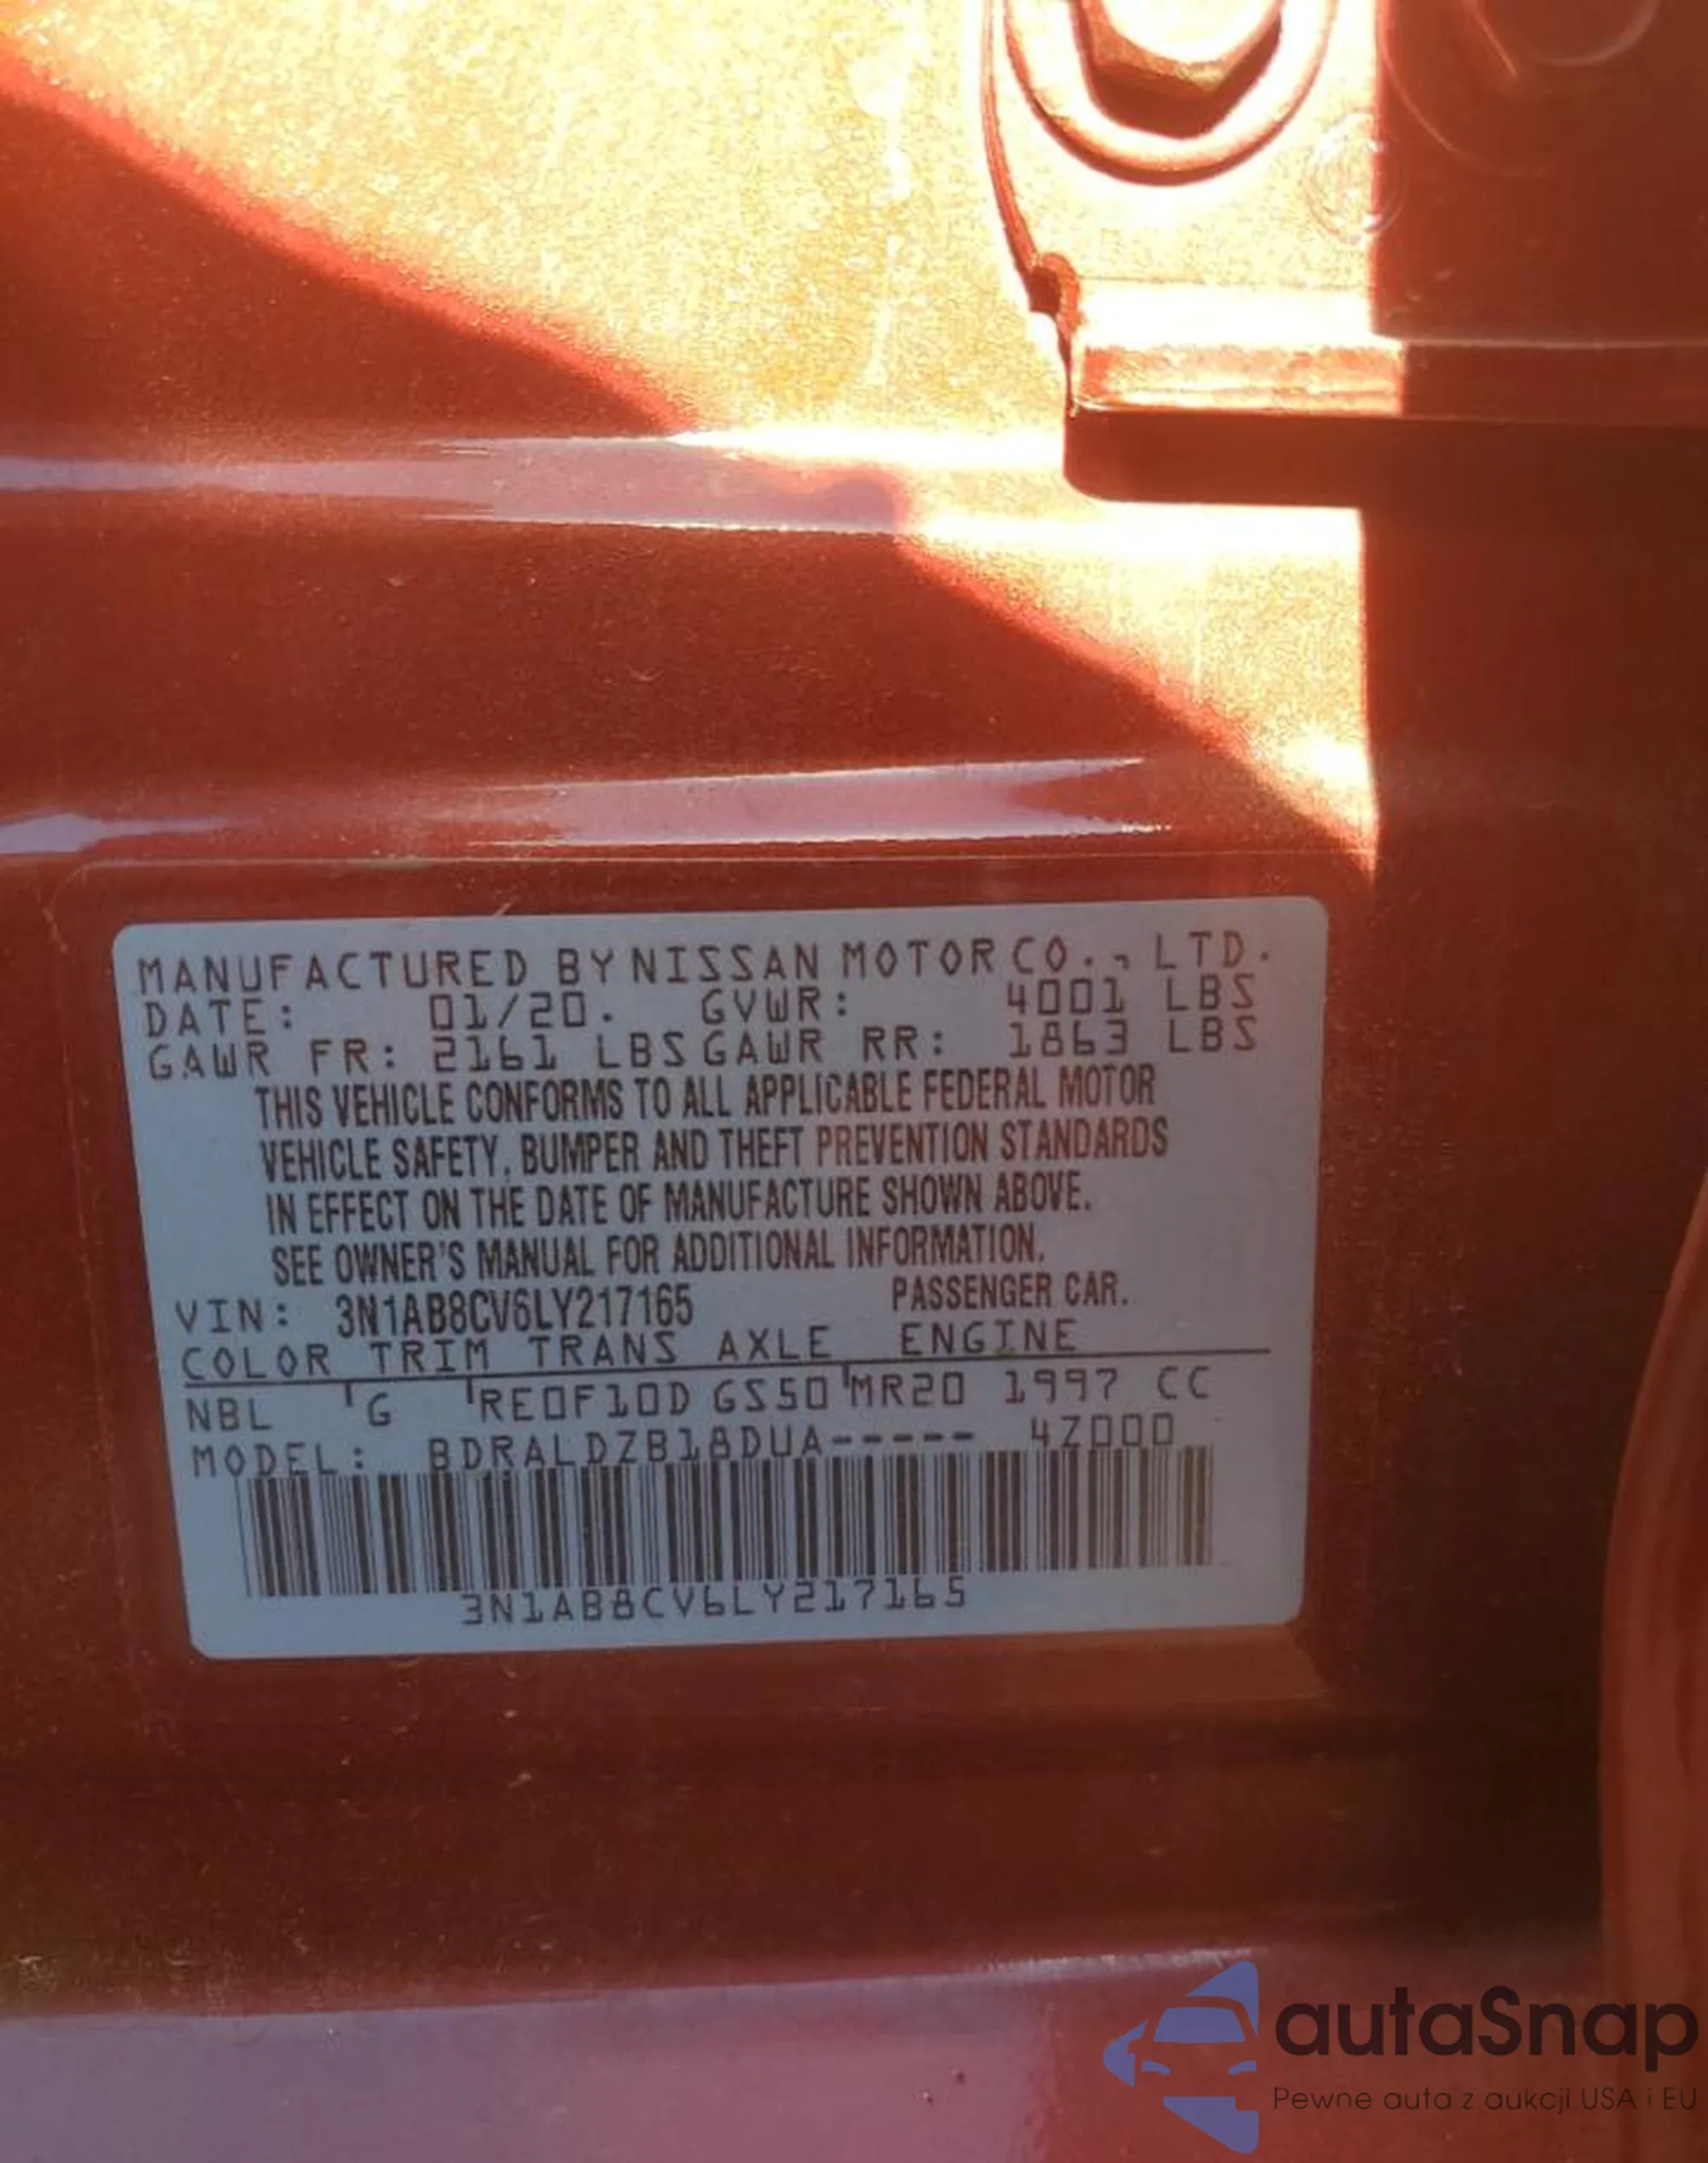 MANUFACTURED BY NISSAN MOTOR CO., LTD.
DATE: 01/20. GVWR: 4001 LBS
GAWR FR: 2161 LBS GAWR RR: 1863 LBS
THIS VEHICLE CONFORMS TO ALL APPLICABLE FEDERAL MOTOR
VEHICLE SAFETY, BUMPER AND THEFT PREVENTION STANDARDS
IN EFFECT ON THE DATE OF MANUFACTURE SHOWN ABOVE.
SEE OWNER'S MANUAL FOR ADDITIONAL INFORMATION.
VIN: 3N1AB8CV6LY217165 PASSENGER CAR.
COLOR TRIM TRANS AXLE ENGINE
NBL G RE0F10D GS50 MR20 1997 CC
MODEL: BDRALDZB18DUA----- 4Z000
3N1AB8CV6LY217165
autaSnap
Pewne auta z aukcji USA i EU